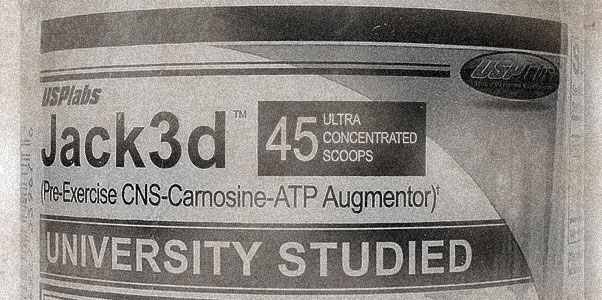 USPlabs
Jack3d™
45 ULTRA
CONCENTRATED
SCOOPS
(Pre-Exercise CNS-Carnosine-ATP Augmentor)†
UNIVERSITY STUDIED